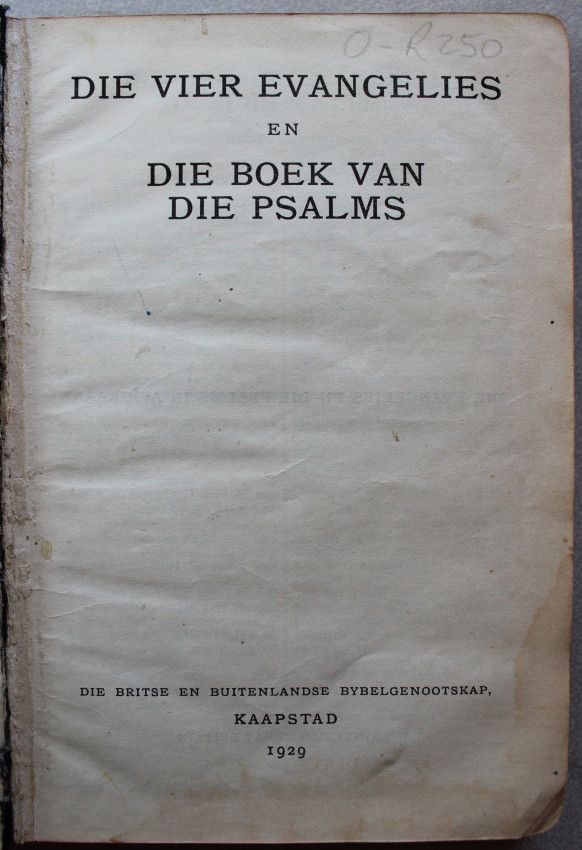 O-R250
DIE VIER EVANGELIES
EN
DIE BOEK VAN
DIE PSALMS
DIE BRITSE EN BUITENLANDSE BYBELGENOOTSKAP,
KAAPSTAD
1929